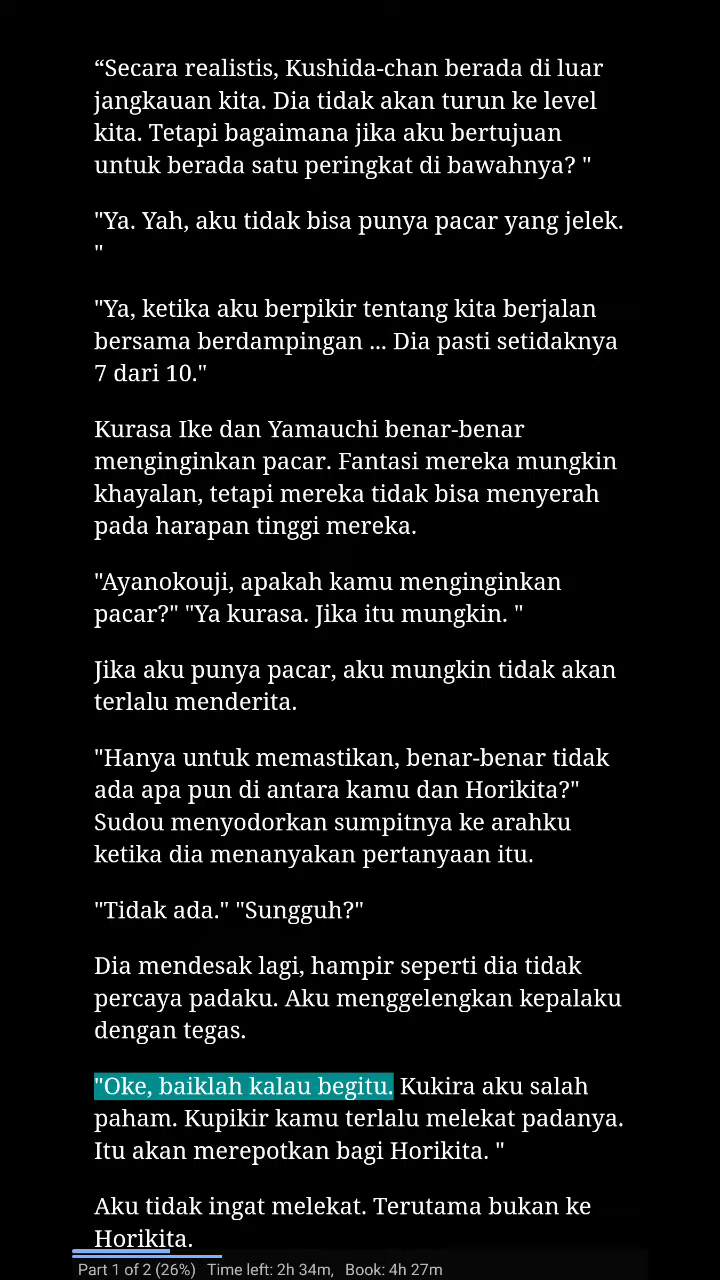 “Secara realistis, Kushida-chan berada di luar
jangkauan kita. Dia tidak akan turun ke level
kita. Tetapi bagaimana jika aku bertujuan
untuk berada satu peringkat di bawahnya? "
"Ya. Yah, aku tidak bisa punya pacar yang jelek.
"
"Ya, ketika aku berpikir tentang kita berjalan
bersama berdampingan ... Dia pasti setidaknya
7 dari 10."
Kurasa Ike dan Yamauchi benar-benar
menginginkan pacar. Fantasi mereka mungkin
khayalan, tetapi mereka tidak bisa menyerah
pada harapan tinggi mereka.
"Ayanokouji, apakah kamu menginginkan
pacar?" "Ya kurasa. Jika itu mungkin. "
Jika aku punya pacar, aku mungkin tidak akan
terlalu menderita.
"Hanya untuk memastikan, benar-benar tidak
ada apa pun di antara kamu dan Horikita?"
Sudou menyodorkan sumpitnya ke arahku
ketika dia menanyakan pertanyaan itu.
"Tidak ada." "Sungguh?"
Dia mendesak lagi, hampir seperti dia tidak
percaya padaku. Aku menggelengkan kepalaku
dengan tegas.
"Oke, baiklah kalau begitu. Kukira aku salah
paham. Kupikir kamu terlalu melekat padanya.
Itu akan merepotkan bagi Horikita. "
Aku tidak ingat melekat. Terutama bukan ke
Horikita.
Part 1 of 2 (26%) Time left: 2h 34m, Book: 4h 27m